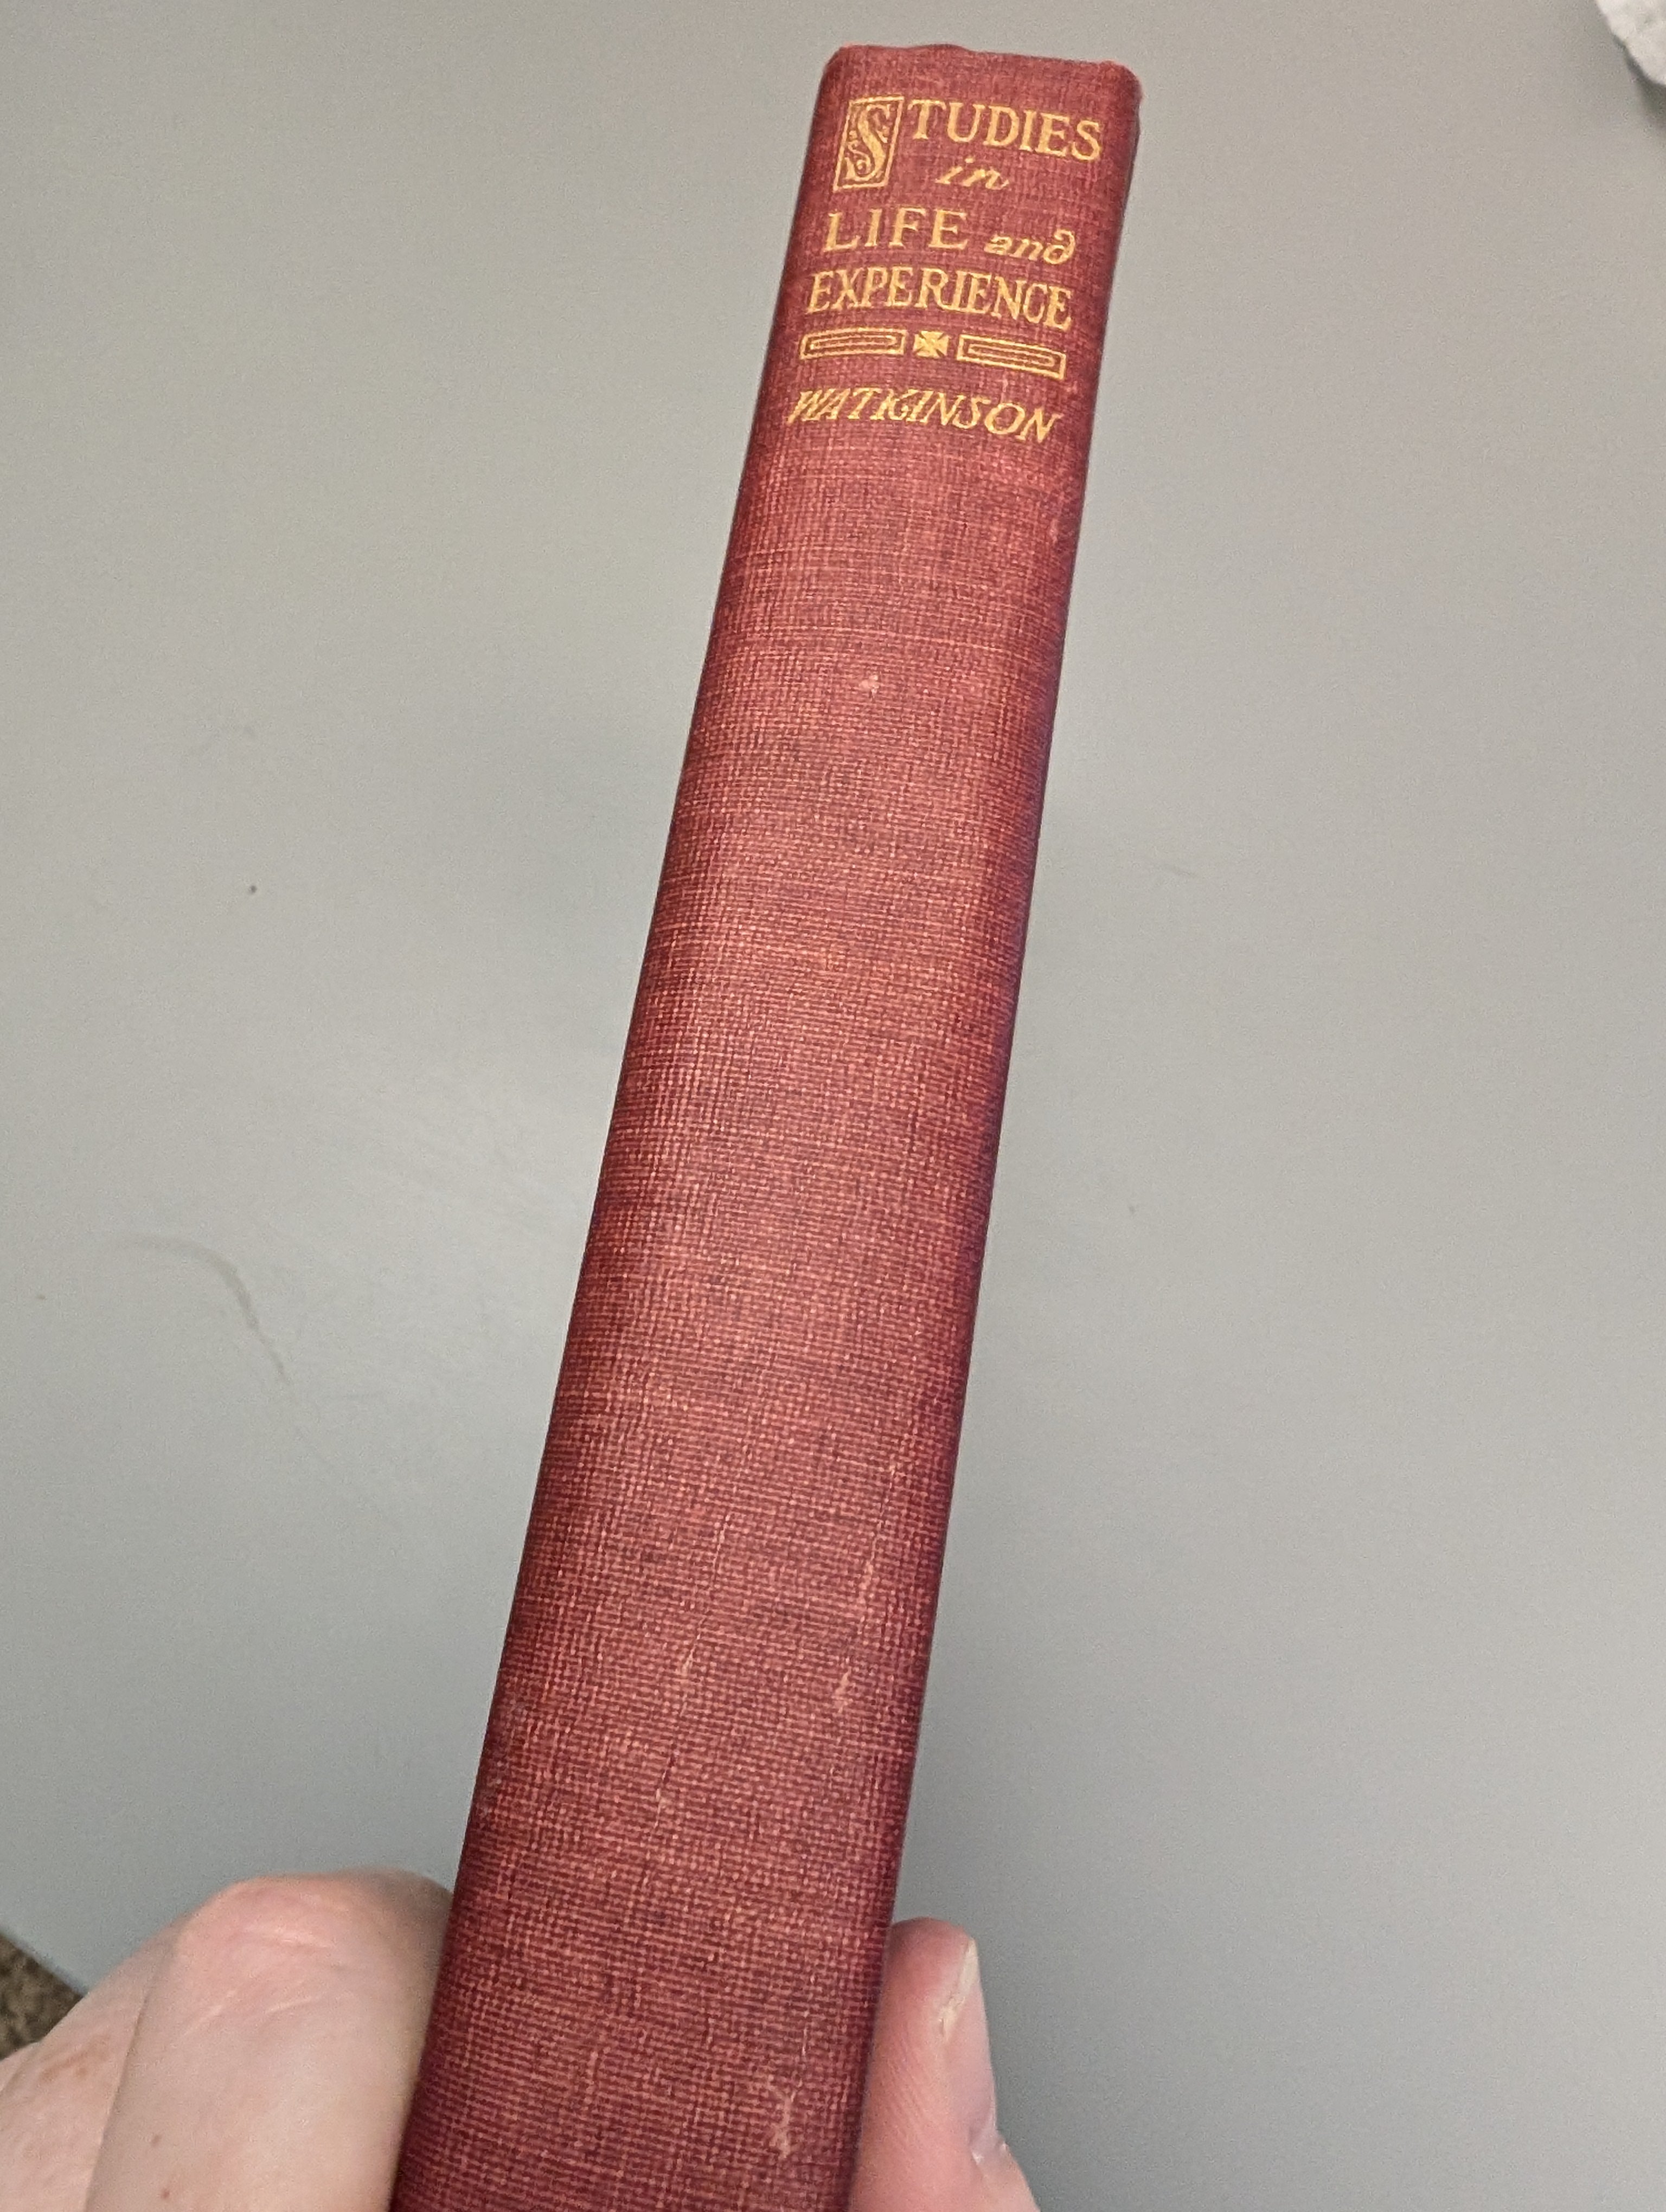 STUDIES
in
LIFE and
EXPERIENCE
WATKINSON